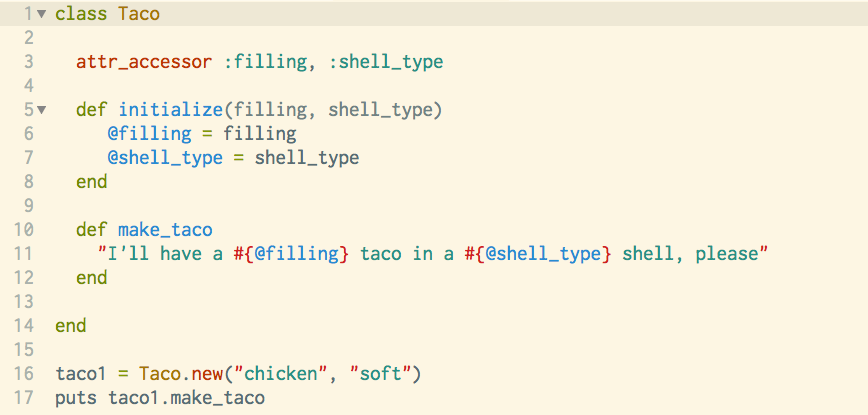 1 class Taco
2
3 attr_accessor :filling, :shell_type
4
5 def initialize(filling, shell_type)
6 @filling = filling
7 @shell_type = shell_type
8 end
9
10 def make_taco
11 "I'll have a #{@filling} taco in a #{@shell_type} shell, please"
12 end
13
14 end
15
16 taco1 = Taco.new("chicken", "soft")
17 puts taco1.make_taco